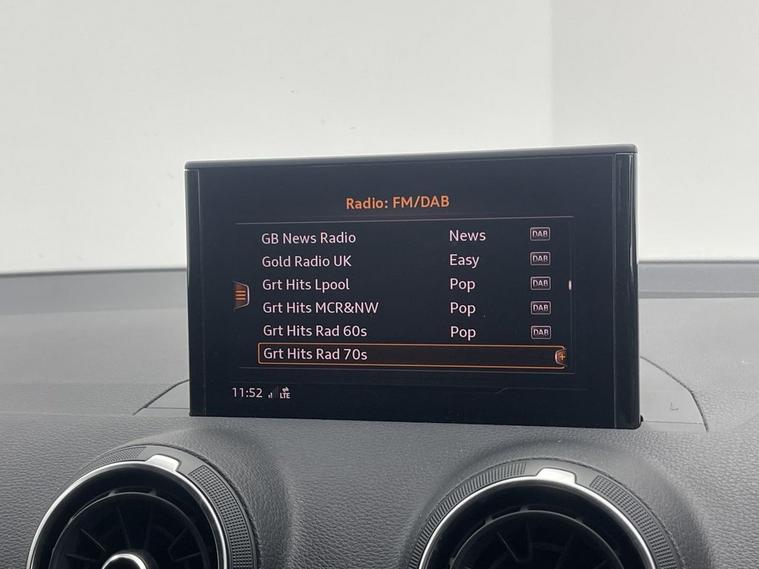 Radio: FM/DAB
GB News Radio News DAB
Gold Radio UK Easy DAB
Grt Hits Lpool Pop DAB
Grt Hits MCR&NW Pop DAB
Grt Hits Rad 60s Pop DAB
Grt Hits Rad 70s
11:52 LTE